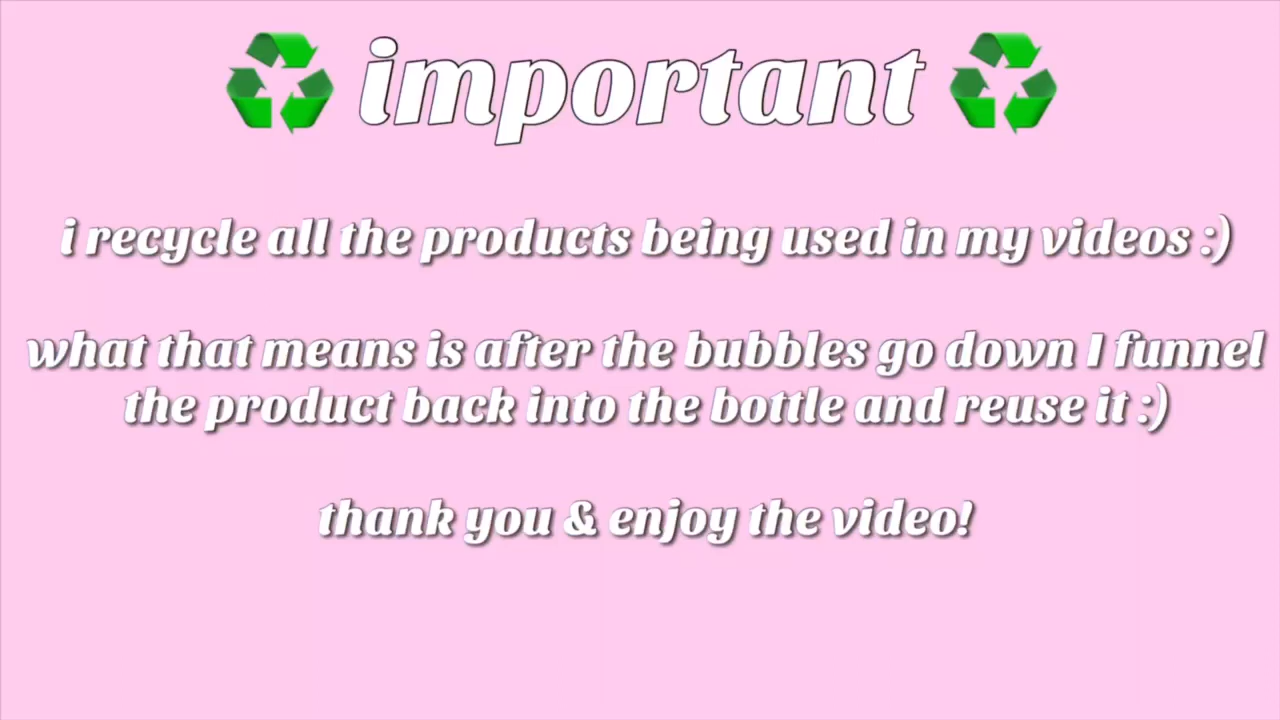 ♻️ important ♻️
i recycle all the products being used in my videos :)
what that means is after the bubbles go down I funnel
the product back into the bottle and reuse it :)
thank you & enjoy the video!